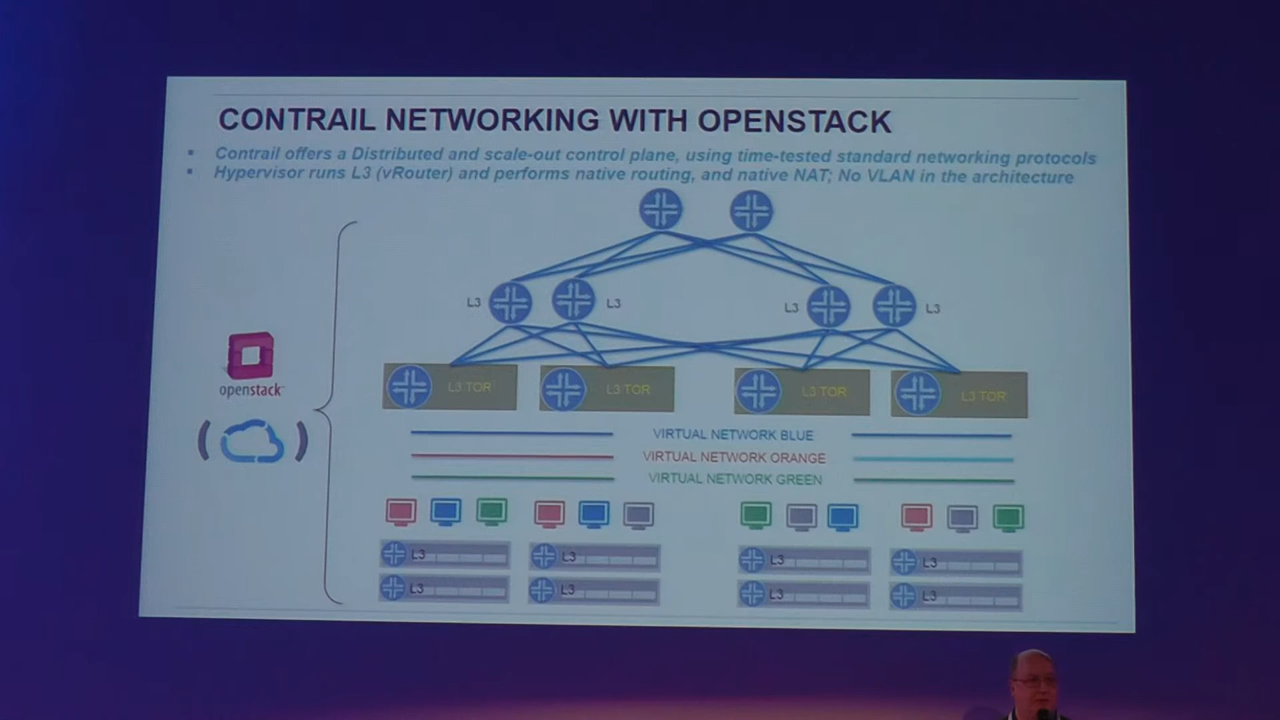 CONTRAIL NETWORKING WITH OPENSTACK
▪ Contrail offers a Distributed and scale-out control plane, using time-tested standard networking protocols
▪ Hypervisor runs L3 (vRouter) and performs native routing, and native NAT; No VLAN in the architecture
L3 L3 L3 L3
openstack
L3 TOR L3 TOR L3 TOR L3 TOR
VIRTUAL NETWORK BLUE
VIRTUAL NETWORK ORANGE
VIRTUAL NETWORK GREEN
L3 L3 L3 L3
L3 L3 L3 L3